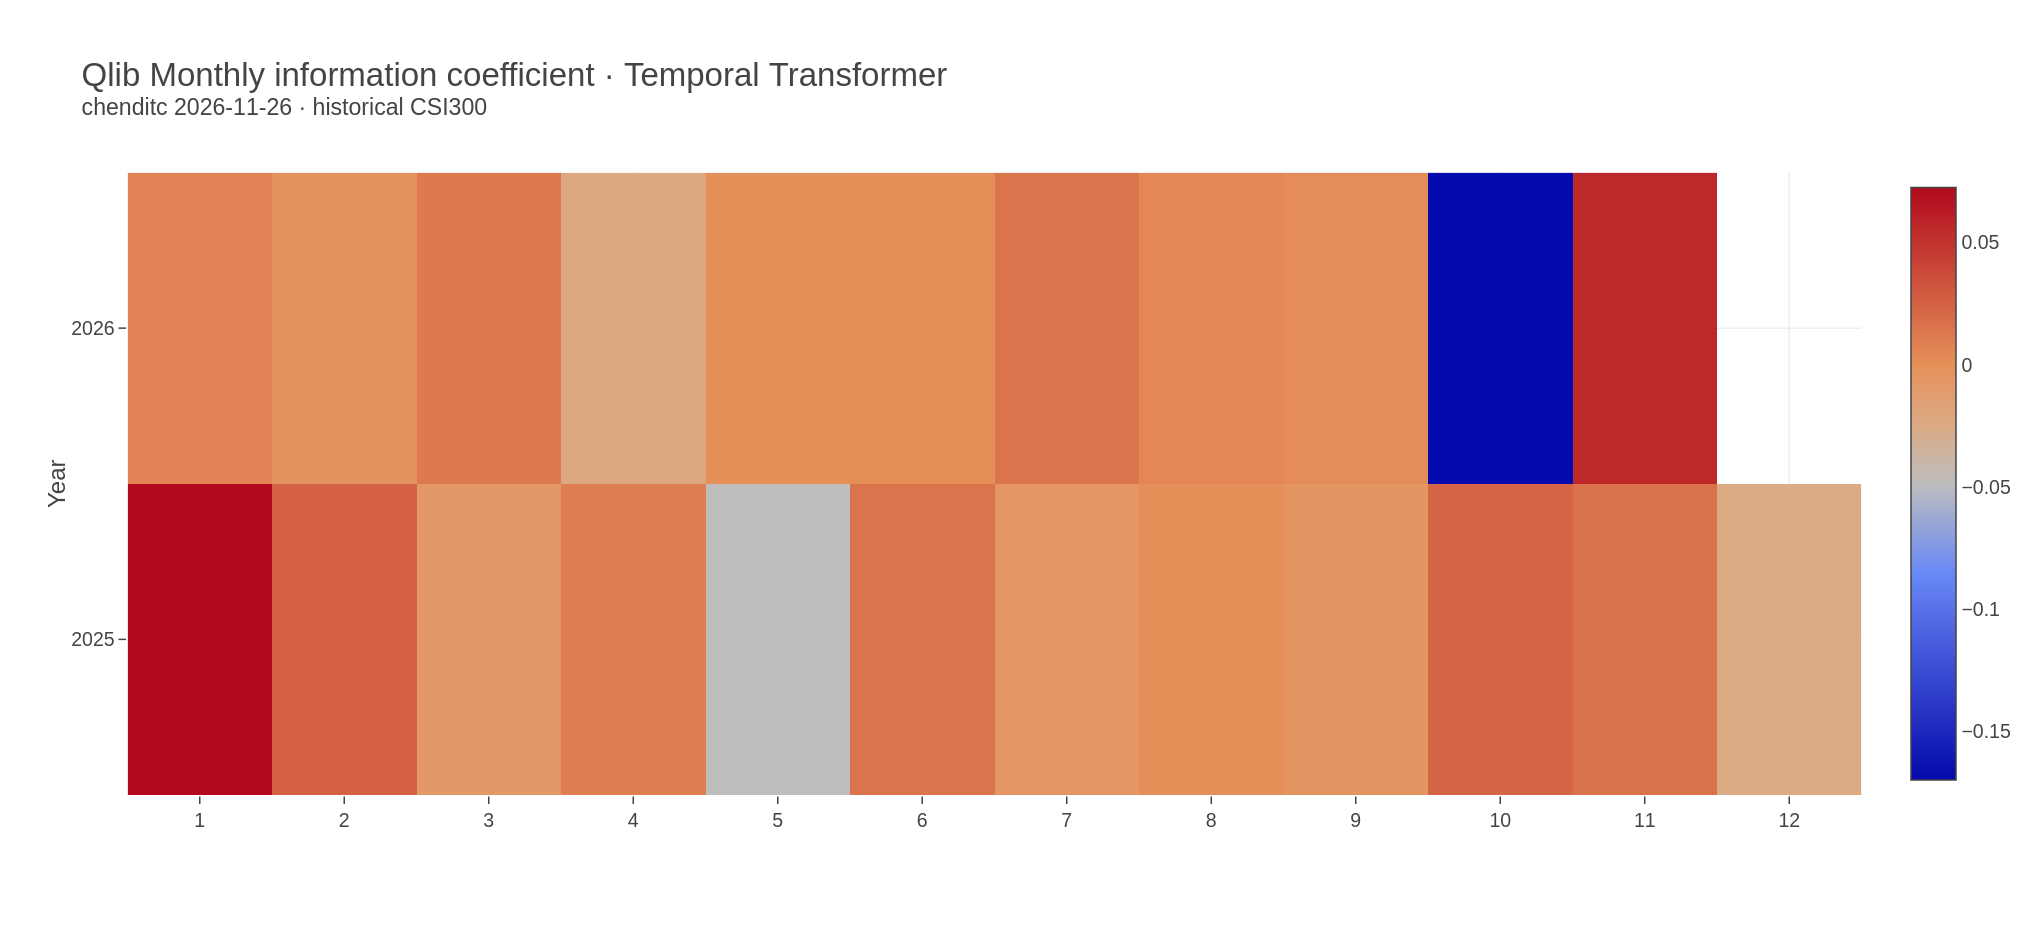 Qlib Monthly information coefficient · Temporal Transformer
chenditc 2026-11-26 · historical CSI300
0.05
0
−0.05
−0.1
−0.15
2026
2025
Year
1 2 3 4 5 6 7 8 9 10 11 12